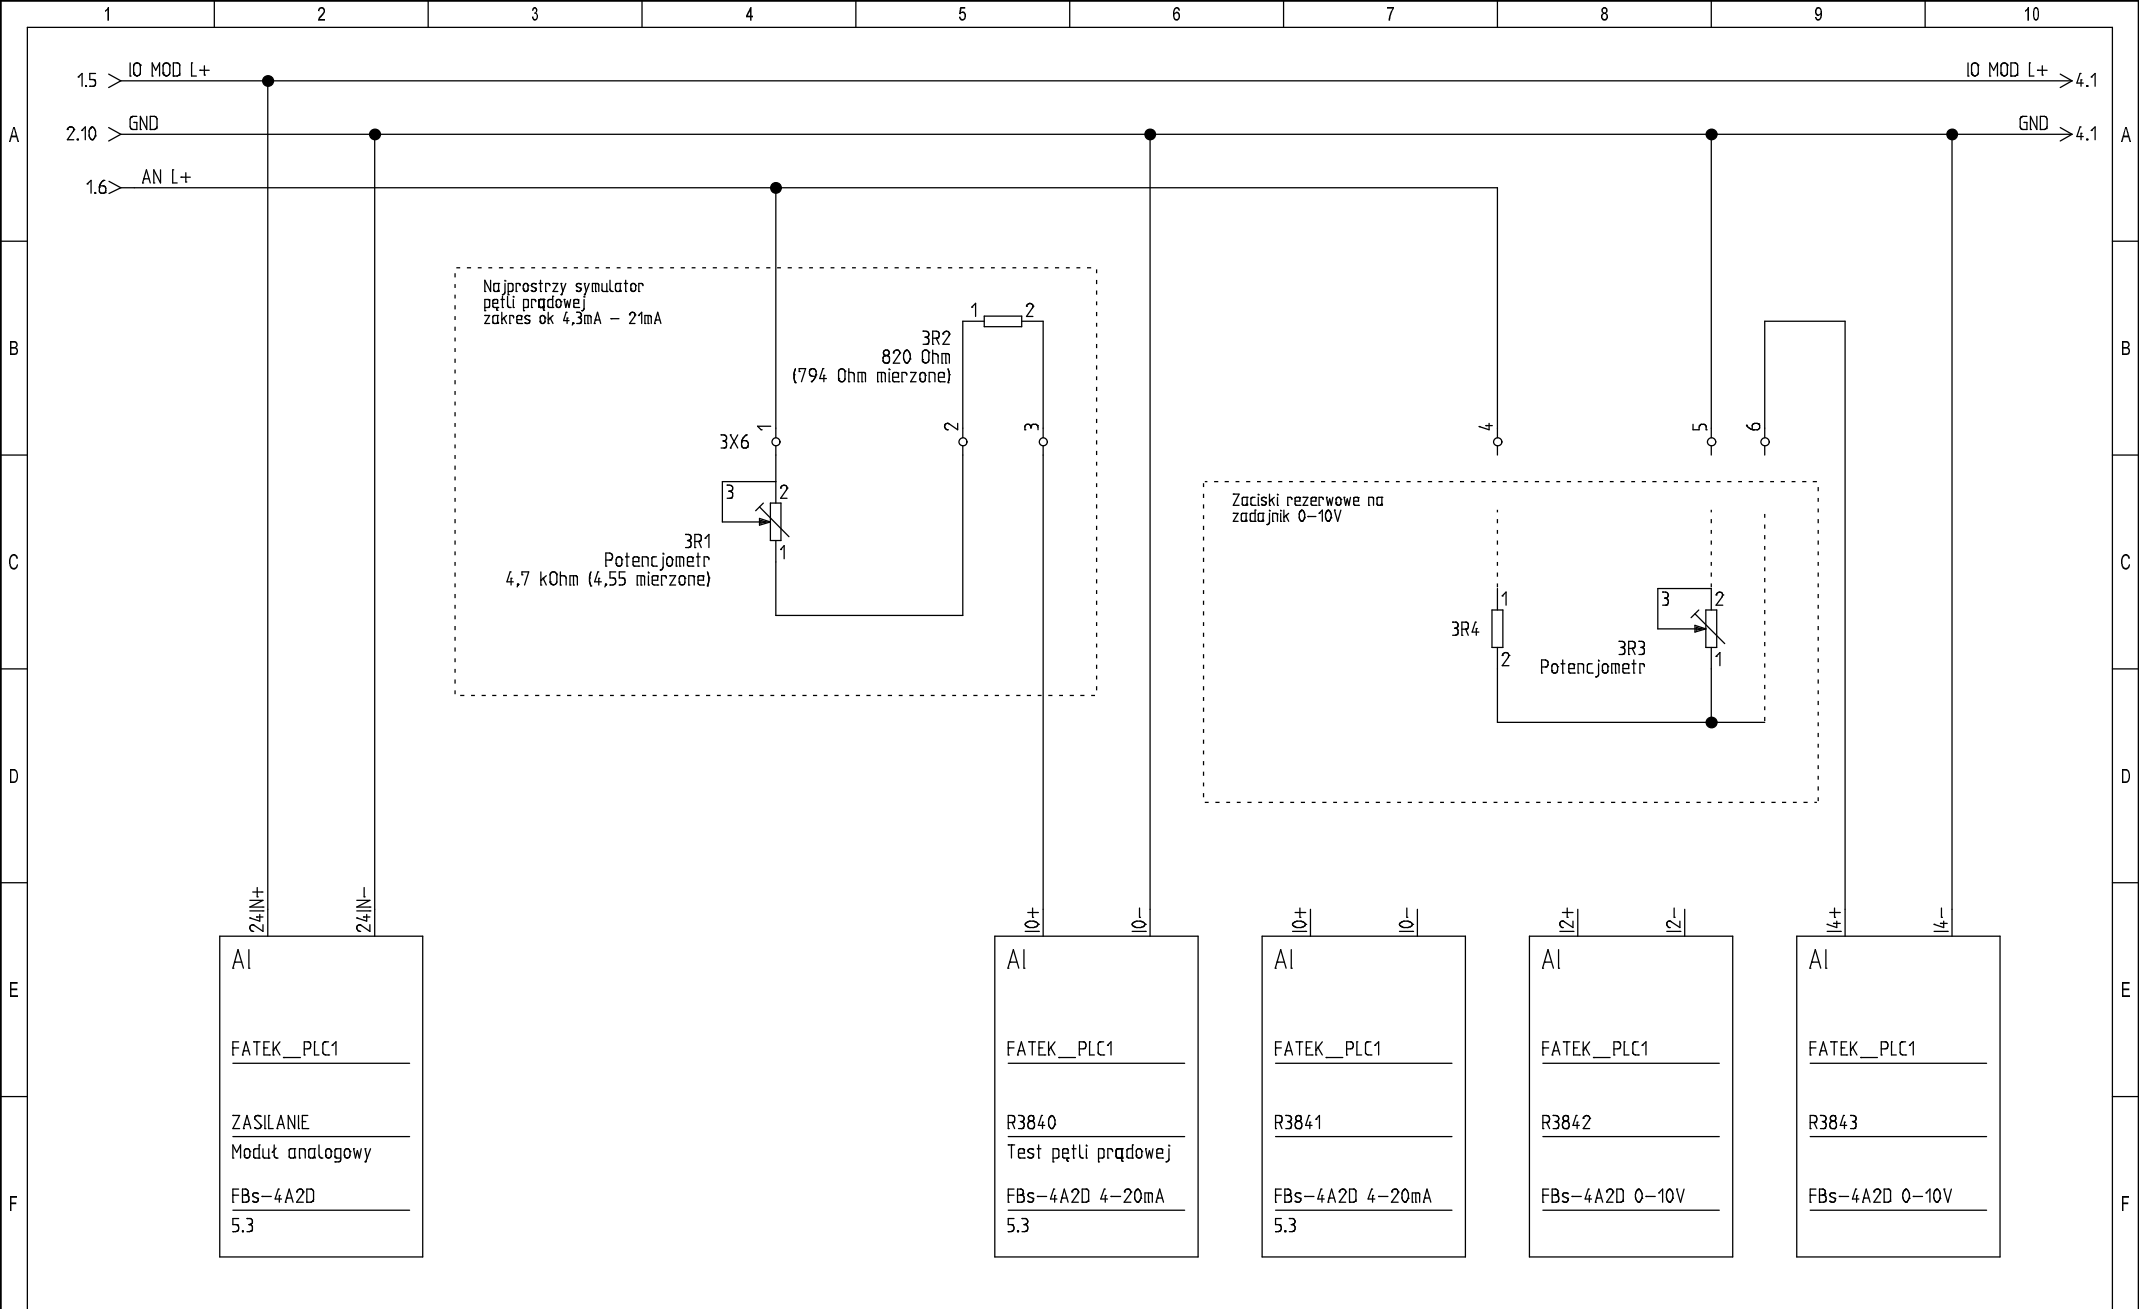 1 2 3 4 5 6 7 8 9 10
1.5 IO MOD L+ IO MOD L+ 4.1
A 2.10 GND GND 4.1 A
1.6 AN L+
Najprostrzy symulator
pętli prądowej
zakres ok 4,3mA - 21mA
1 2
3R2
820 Ohm
(794 Ohm mierzone)
B B
3X6 1 2 3 4 5 6
3 2
1
3R1
Potencjometr
4,7 kOhm (4,55 mierzone)
Zaciski rezerwowe na
zadajnik 0-10V
C C
1
3R4
2
3 2
3R3
Potencjometr
1
D D
24IN+ 24IN- I0+ I0- I0+ I0- I2+ I2- I4+ I4-
AI AI AI AI AI
E E
FATEK__PLC1 FATEK__PLC1 FATEK__PLC1 FATEK__PLC1 FATEK__PLC1
ZASILANIE R3840 R3841 R3842 R3843
Moduł analogowy Test pętli prądowej
F FBs-4A2D FBs-4A2D 4-20mA FBs-4A2D 4-20mA FBs-4A2D 0-10V FBs-4A2D 0-10V F
5.3 5.3 5.3